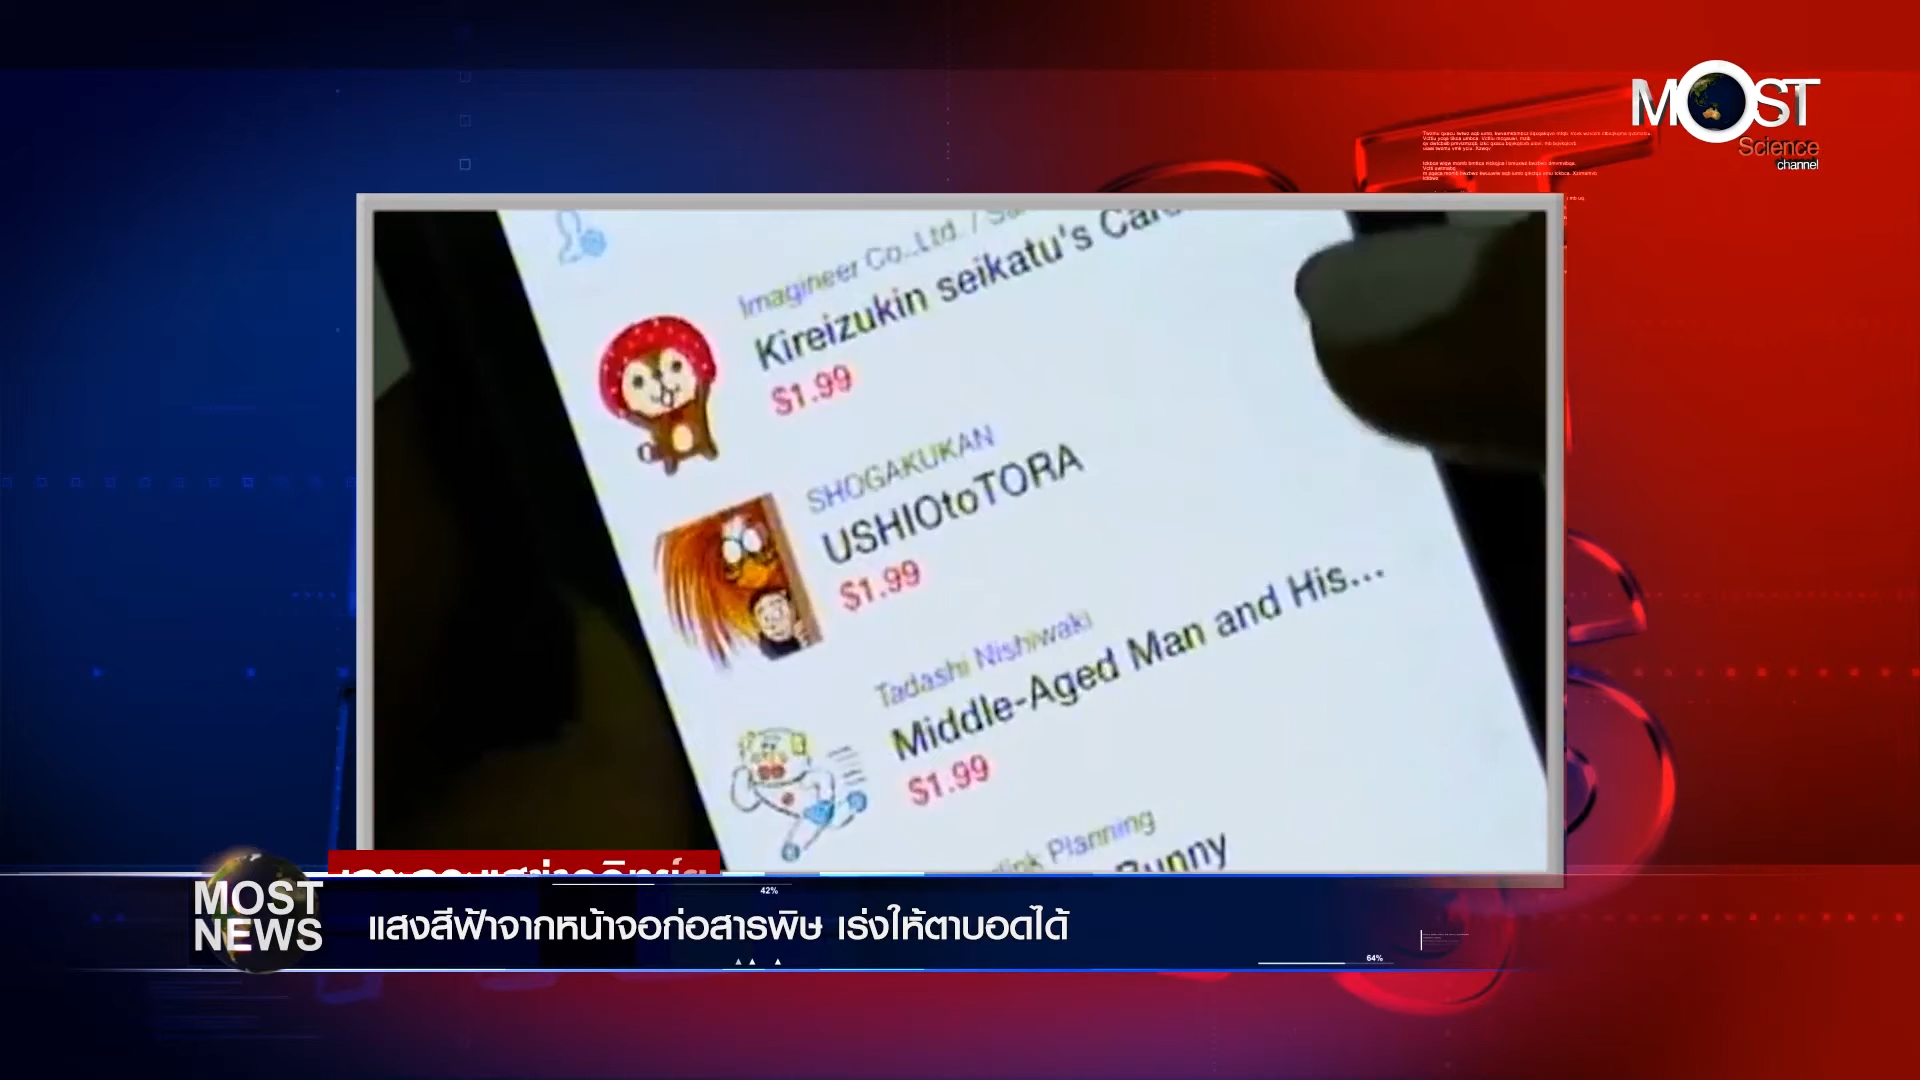 MOST
Science
channel
Imagineer Co.,Ltd. /
Kireizukin seikatu's
$1.99
SHOGAKUKAN
USHIOtoTORA
$1.99
Tadashi Nishiwaki
Middle-Aged Man and His...
$1.99
Planning
Bunny
42%
MOST
NEWS
แสงสีฟ้าจากหน้าจอก่อสารพิษ เร่งให้ตาบอดได้
64%